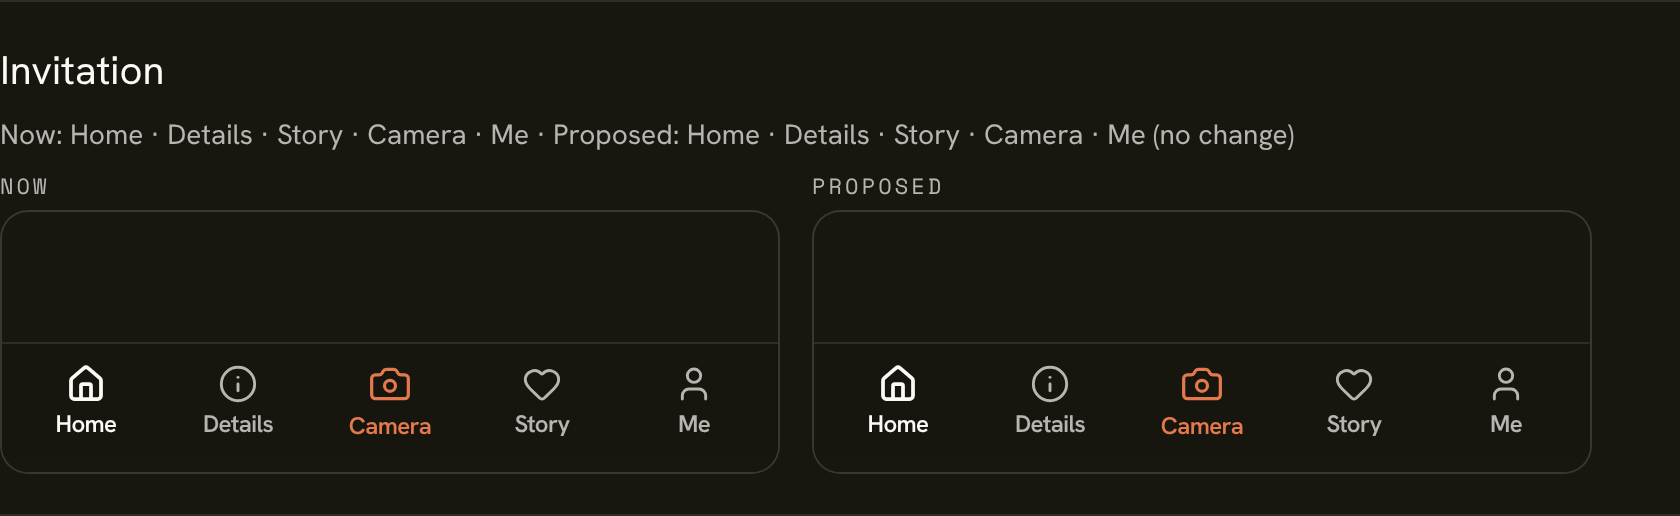 Invitation
Now: Home · Details · Story · Camera · Me · Proposed: Home · Details · Story · Camera · Me (no change)
NOW
PROPOSED
Home
Details
Camera
Story
Me
Home
Details
Camera
Story
Me